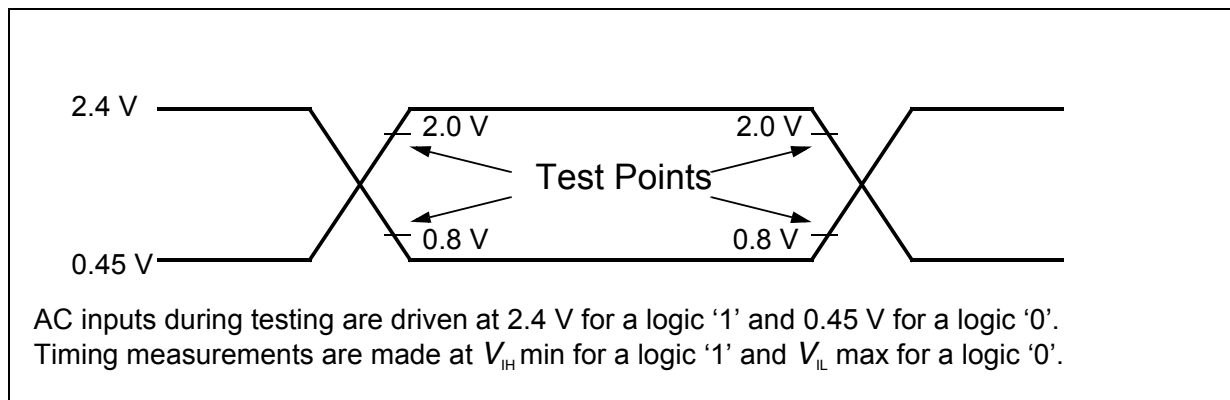 2.4 V
2.0 V
2.0 V
Test Points
0.8 V
0.8 V
0.45 V
AC inputs during testing are driven at 2.4 V for a logic ‘1’ and 0.45 V for a logic ‘0’.
Timing measurements are made at VIH min for a logic ‘1’ and VIL max for a logic ‘0’.